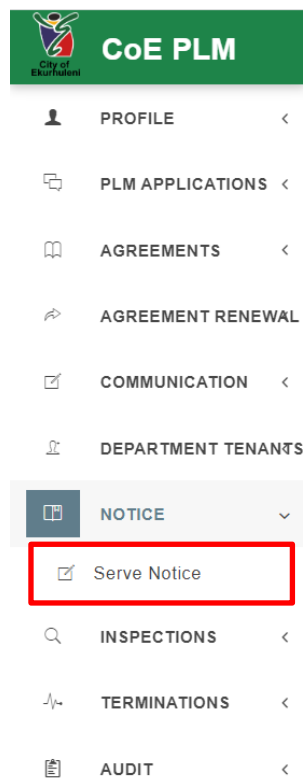 City of
Ekurhuleni
CoE PLM
PROFILE
PLM APPLICATIONS
AGREEMENTS
AGREEMENT RENEWAL
COMMUNICATION
DEPARTMENT TENANTS
NOTICE
Serve Notice
INSPECTIONS
TERMINATIONS
AUDIT